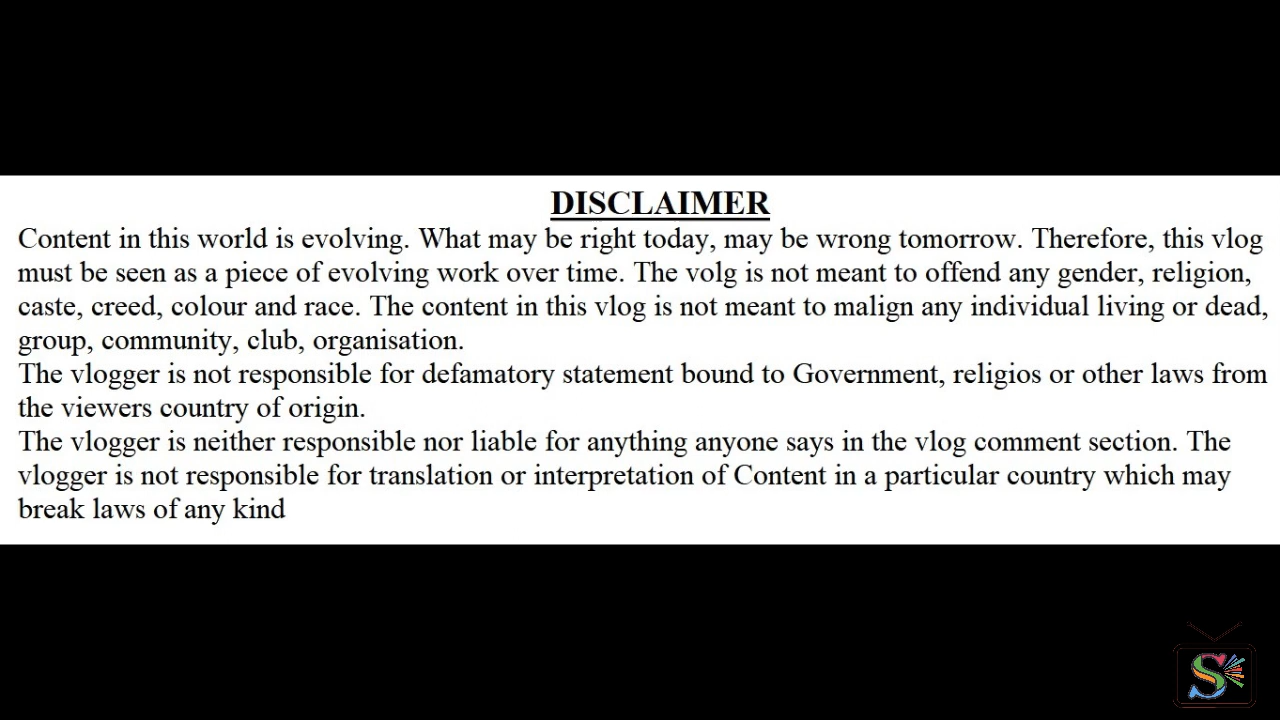 DISCLAIMER
Content in this world is evolving. What may be right today, may be wrong tomorrow. Therefore, this vlog
must be seen as a piece of evolving work over time. The volg is not meant to offend any gender, religion,
caste, creed, colour and race. The content in this vlog is not meant to malign any individual living or dead,
group, community, club, organisation.
The vlogger is not responsible for defamatory statement bound to Government, religios or other laws from
the viewers country of origin.
The vlogger is neither responsible nor liable for anything anyone says in the vlog comment section. The
vlogger is not responsible for translation or interpretation of Content in a particular country which may
break laws of any kind
S